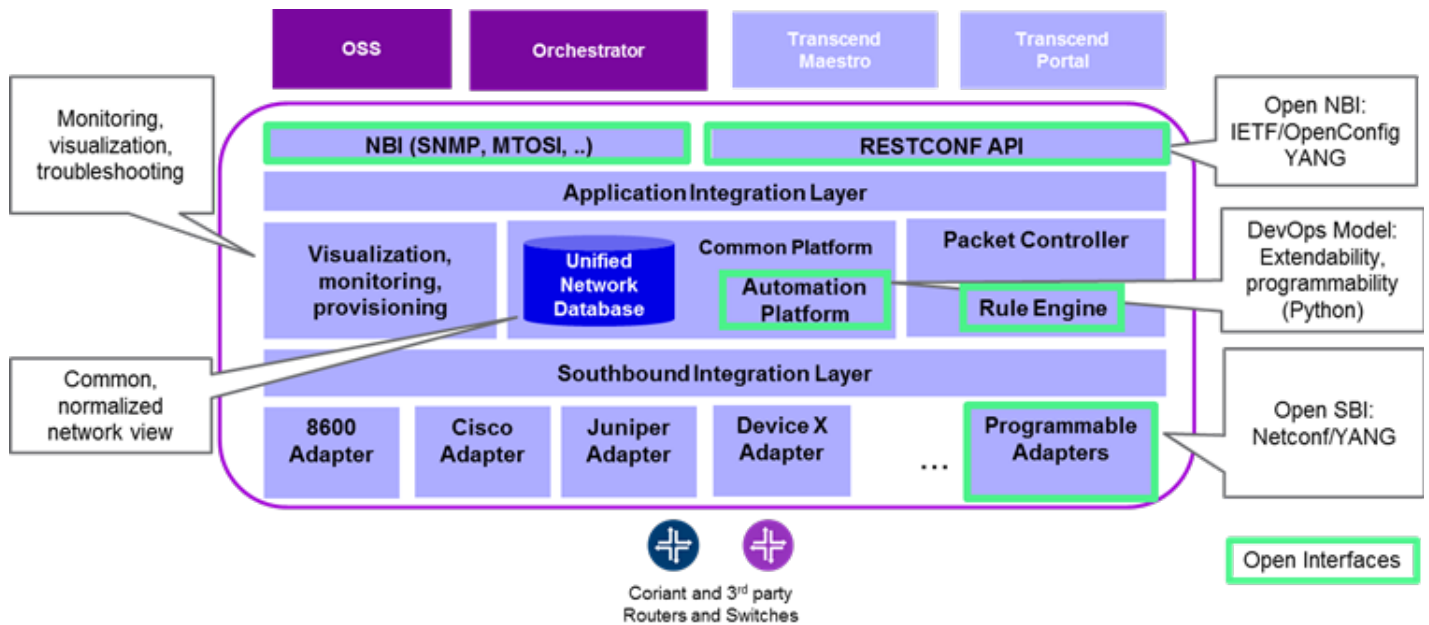 OSS
Orchestrator
Transcend
Maestro
Transcend
Portal
Monitoring,
visualization,
troubleshooting
Open NBI:
IETF/OpenConfig
YANG
NBI (SNMP, MTOSI, ..)
RESTCONF API
Application Integration Layer
Visualization,
monitoring,
provisioning
Unified
Network
Database
Common Platform
Automation
Platform
Packet Controller
Rule Engine
DevOps Model:
Extendability,
programmability
(Python)
Common,
normalized
network view
Southbound Integration Layer
8600
Adapter
Cisco
Adapter
Juniper
Adapter
Device X
Adapter
...
Programmable
Adapters
Open SBI:
Netconf/YANG
Coriant and 3rd party
Routers and Switches
Open Interfaces